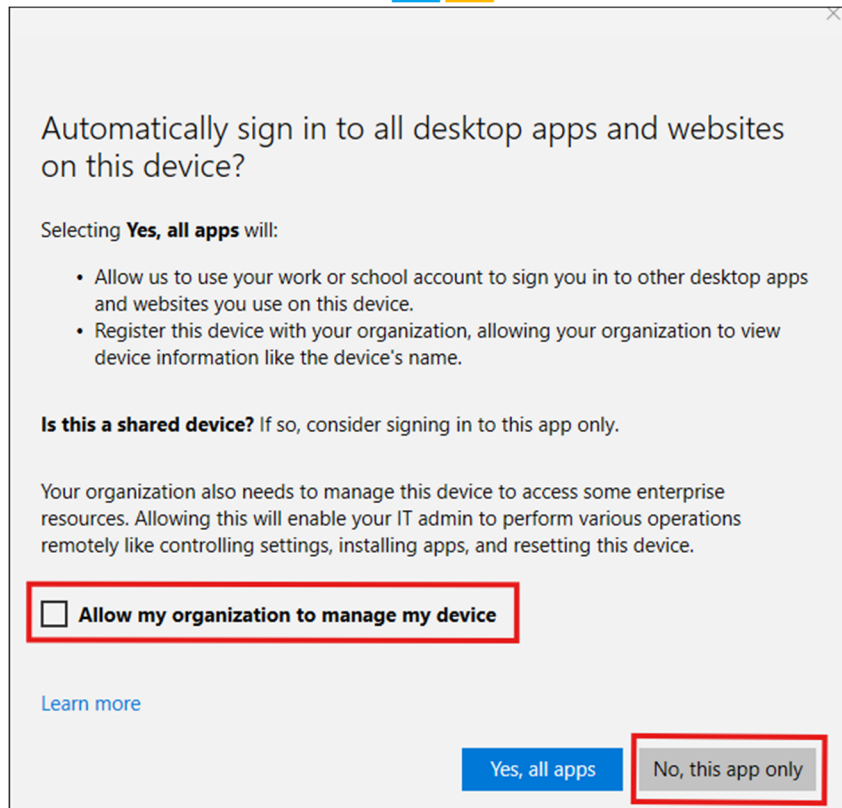 Automatically sign in to all desktop apps and websites
on this device?
Selecting Yes, all apps will:
• Allow us to use your work or school account to sign you in to other desktop apps
and websites you use on this device.
• Register this device with your organization, allowing your organization to view
device information like the device's name.
Is this a shared device? If so, consider signing in to this app only.
Your organization also needs to manage this device to access some enterprise
resources. Allowing this will enable your IT admin to perform various operations
remotely like controlling settings, installing apps, and resetting this device.
Allow my organization to manage my device
Learn more
Yes, all apps No, this app only